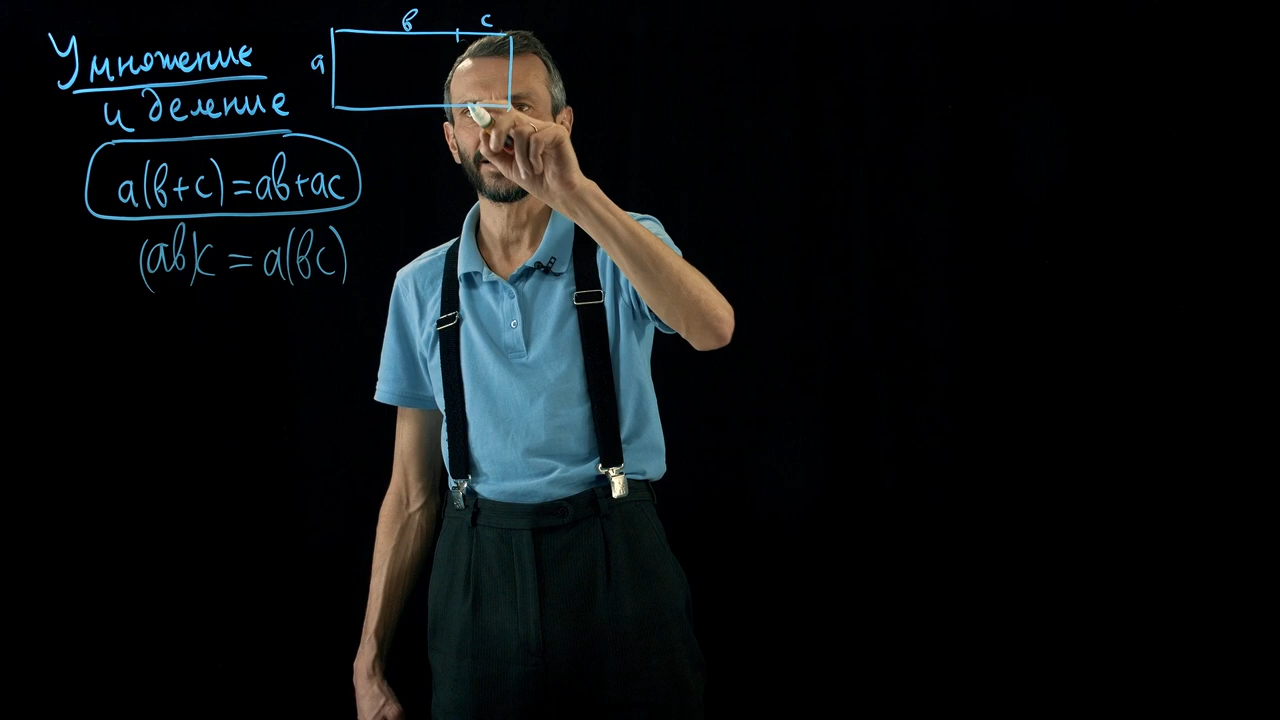 Умножение
и деление
a(в+c)=aв+ac
(aв)c = a(вc)
в c
a